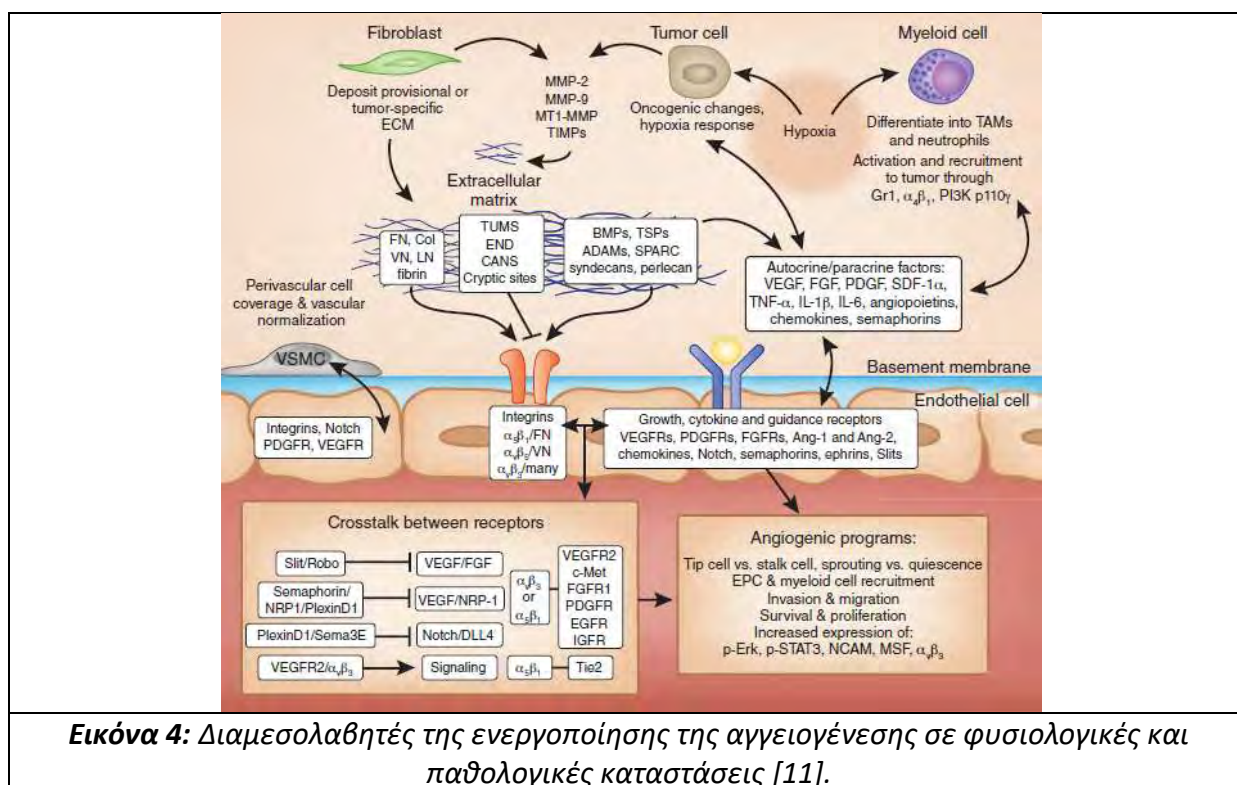 Fibroblast
Deposit provisional or
tumor-specific
ECM
MMP-2
MMP-9
MT1-MMP
TIMPs
Tumor cell
Oncogenic changes,
hypoxia response
Hypoxia
Myeloid cell
Differentiate into TAMs
and neutrophils
Activation and recruitment
to tumor through
Gr1, α₄β₁, PI3K p110γ
Extracellular
matrix
FN, Col
VN, LN
fibrin
TUMS
END
CANS
Cryptic sites
BMPs, TSPs
ADAMs, SPARC
syndecans, perlecan
Autocrine/paracrine factors:
VEGF, FGF, PDGF, SDF-1α,
TNF-α, IL-1β, IL-6, angiopoietins,
chemokines, semaphorins
Perivascular cell
coverage & vascular
normalization
VSMC
Basement membrane
Endothelial cell
Integrins, Notch
PDGFR, VEGFR
Integrins
α₅β₁/FN
αᵥβ₅/VN
αᵥβ₃/many
Growth, cytokine and guidance receptors
VEGFRs, PDGFRs, FGFRs, Ang-1 and Ang-2,
chemokines, Notch, semaphorins, ephrins, Slits
Crosstalk between receptors
Slit/Robo
VEGF/FGF
Semaphorin/
NRP1/PlexinD1
VEGF/NRP-1
PlexinD1/Sema3E
Notch/DLL4
VEGFR2/αᵥβ₃
Signaling
αᵥβ₃
or
α₅β₁
VEGFR2
c-Met
FGFR1
PDGFR
EGFR
IGFR
α₅β₁
Tie2
Angiogenic programs:
Tip cell vs. stalk cell, sprouting vs. quiescence
EPC & myeloid cell recruitment
Invasion & migration
Survival & proliferation
Increased expression of:
p-Erk, p-STAT3, NCAM, MSF, αᵥβ₃
Εικόνα 4: Διαμεσολαβητές της ενεργοποίησης της αγγειογένεσης σε φυσιολογικές και
παθολογικές καταστάσεις [11].